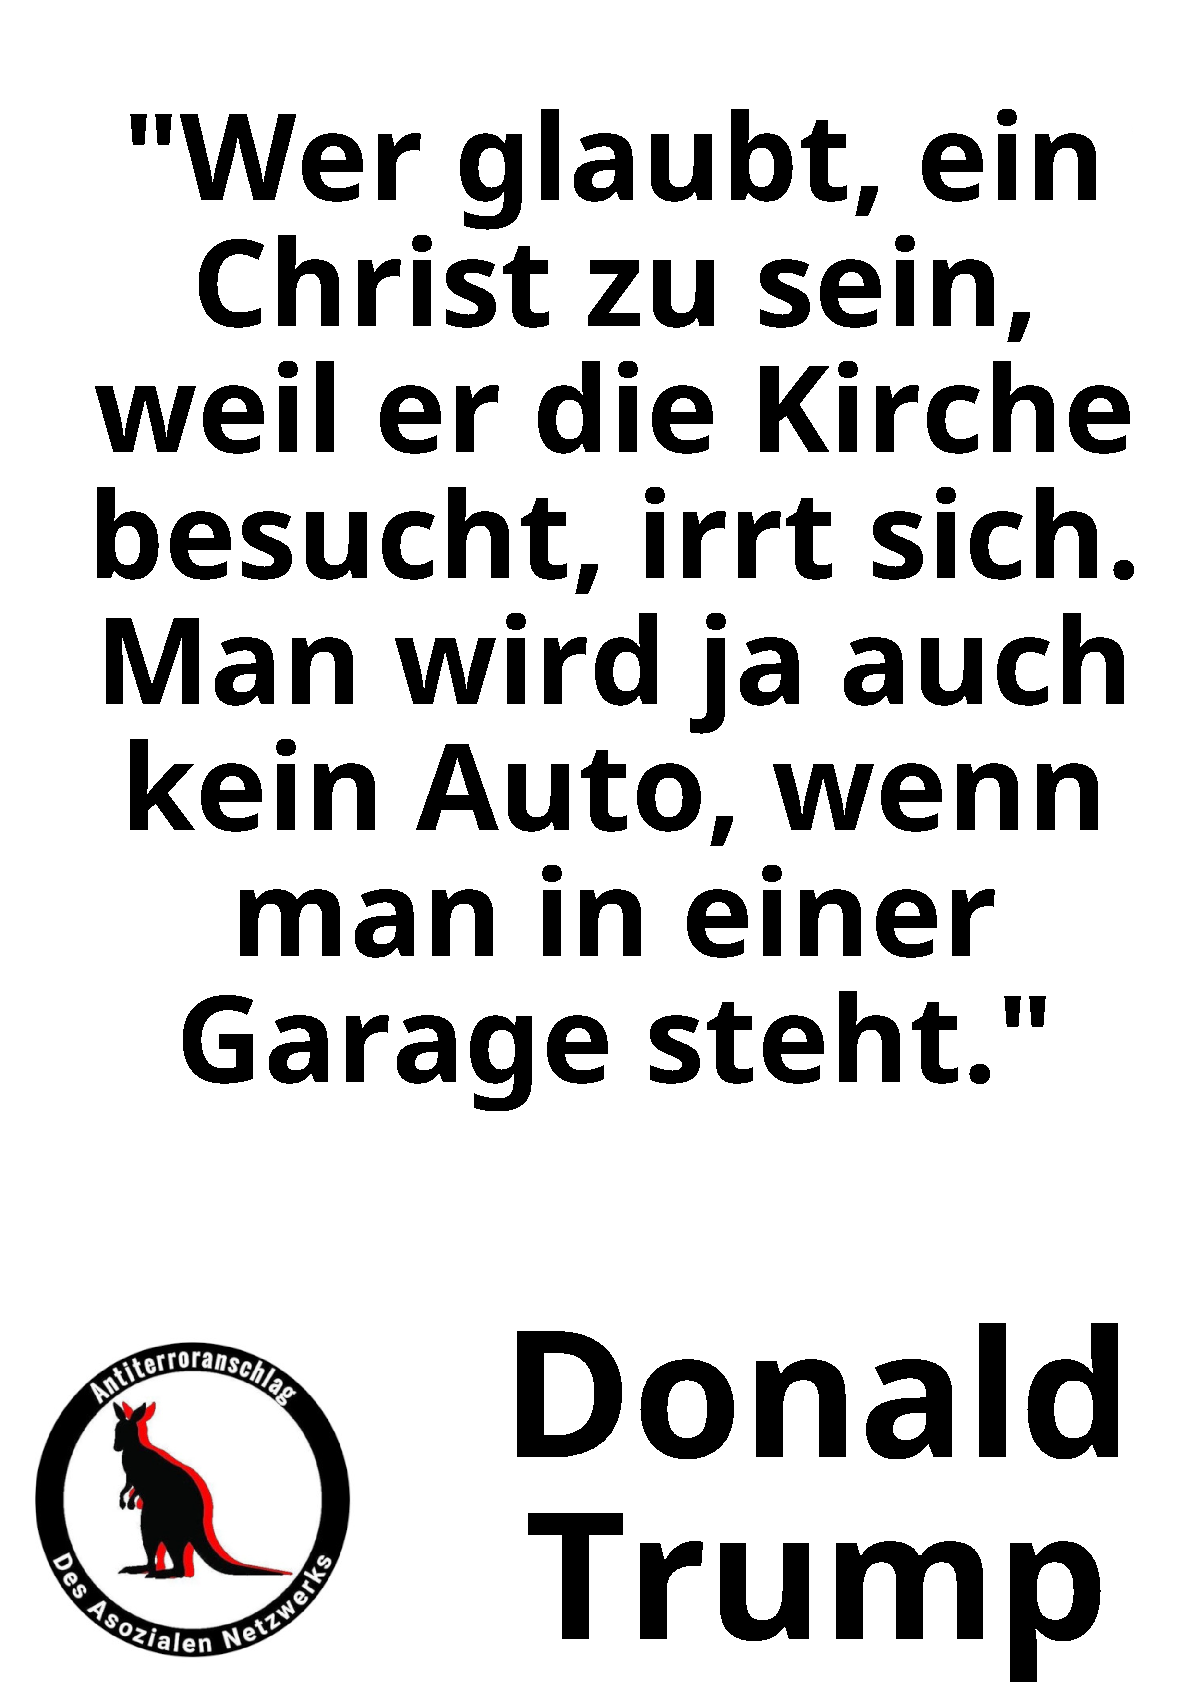 "Wer glaubt, ein
Christ zu sein,
weil er die Kirche
besucht, irrt sich.
Man wird ja auch
kein Auto, wenn
man in einer
Garage steht."
Donald
Trump
Antiterroranschlag
Des Asozialen Netzwerks